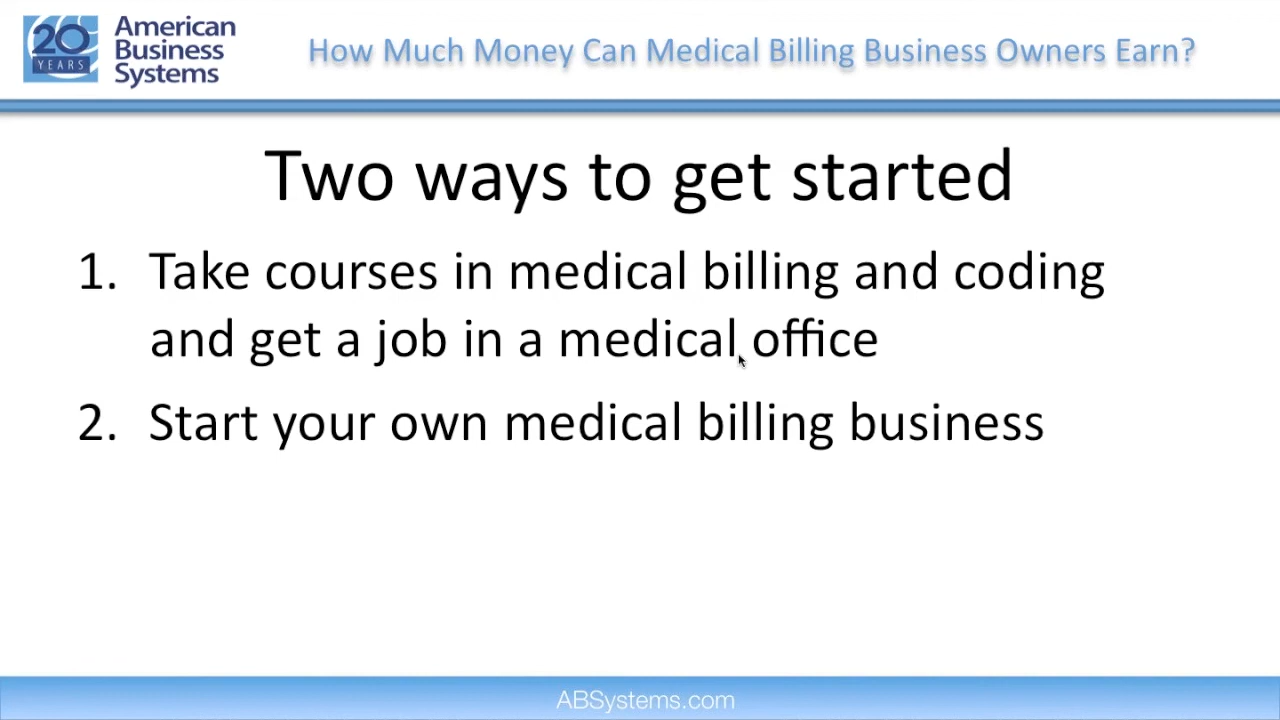 20
YEARS
American
Business
Systems
How Much Money Can Medical Billing Business Owners Earn?
Two ways to get started
1. Take courses in medical billing and coding
and get a job in a medical office
2. Start your own medical billing business
ABSystems.com